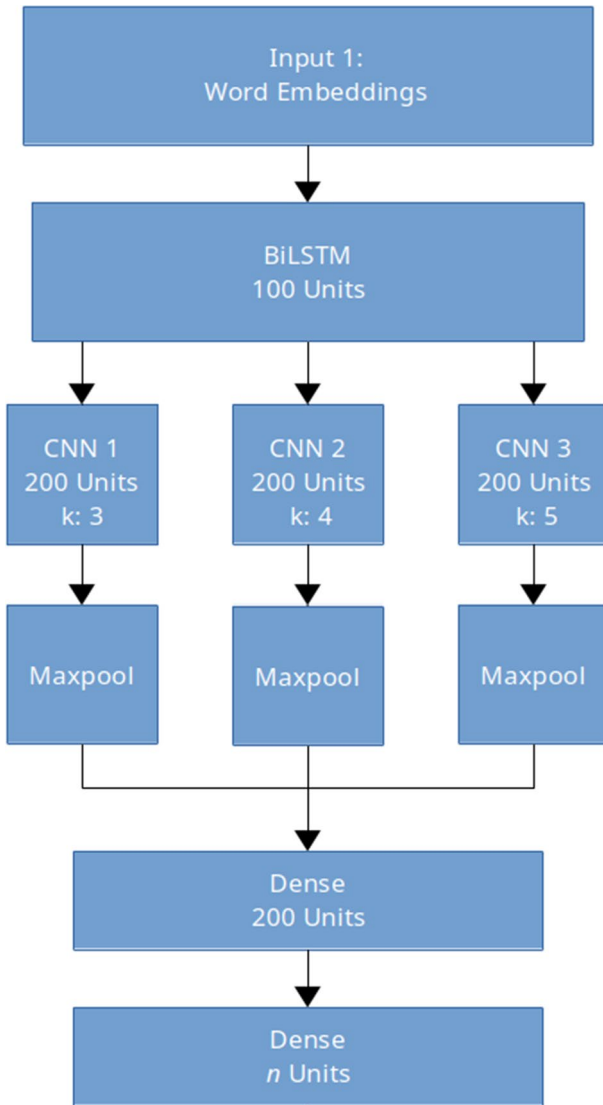 Input 1:
Word Embeddings
BiLSTM
100 Units
CNN 1
200 Units
k: 3
CNN 2
200 Units
k: 4
CNN 3
200 Units
k: 5
Maxpool
Maxpool
Maxpool
Dense
200 Units
Dense
n Units